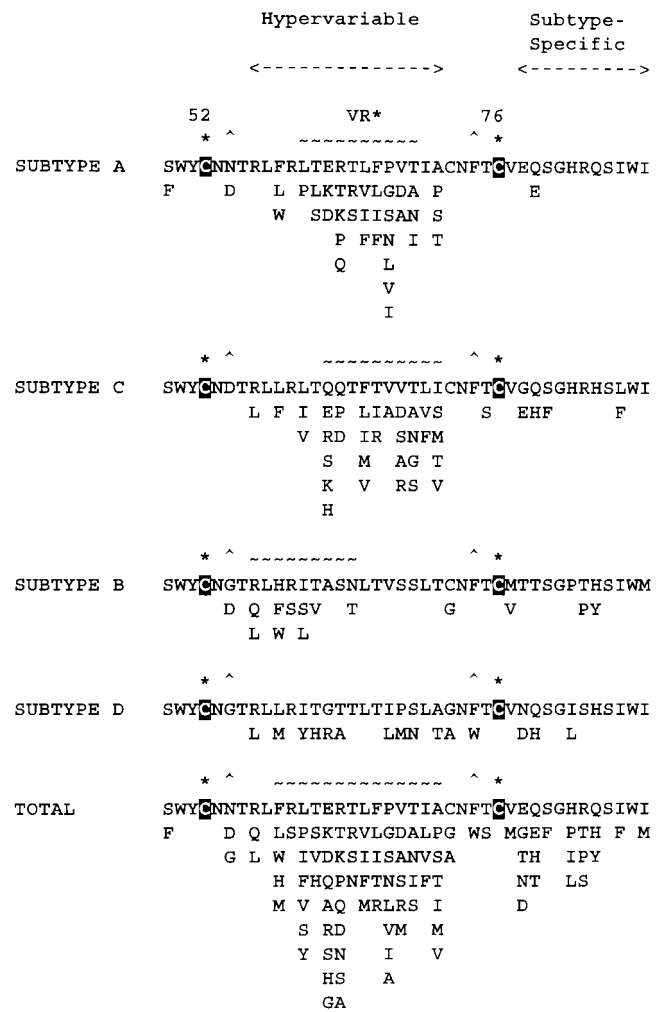 Hypervariable Subtype-
Specific
<--------------> <--------->
52 VR* 76
* ^ ~~~~~~~~~~ ^ *
SUBTYPE A SWYCNNTRLFRLTERTLFPVTIACNFTCVEQSGHRQSIWI
F D L PLKTRVLGDA P E
W SDKSIISAN S
P FFN I T
Q L
V
I
* ^ ~~~~~~~~~~ ^ *
SUBTYPE C SWYCNDTRLLRLTQQTFTVVTLICNFTCVGQSGHRHSLWI
L F I EP LIADAVS S EHF F
V RD IR SNFM
S M AG T
K V RS V
H
* ^ ~~~~~~~~~ ^ *
SUBTYPE B SWYCNGTRLHRITASNLTVSSLTCNFTCMTTSGPTHSIWM
D Q FSSV T G V PY
L W L
* ^ ^ *
SUBTYPE D SWYCNGTRLLRITGTTLTIPSLAGNFTCVNQSGISHSIWI
L M YHRA LMN TA W DH L
* ^ ~~~~~~~~~~~~~~ ^ *
TOTAL SWYCNNTRLFRLTERTLFPVTIACNFTCVEQSGHRQSIWI
F D Q LSPSKTRVLGDALPG WS MGEF PTH F M
G L W IVDKSIISANVSA TH IPY
H FHQPNFTNSIFT NT LS
M V AQ MRLRS I D
S RD VM M
Y SN I V
HS A
GA